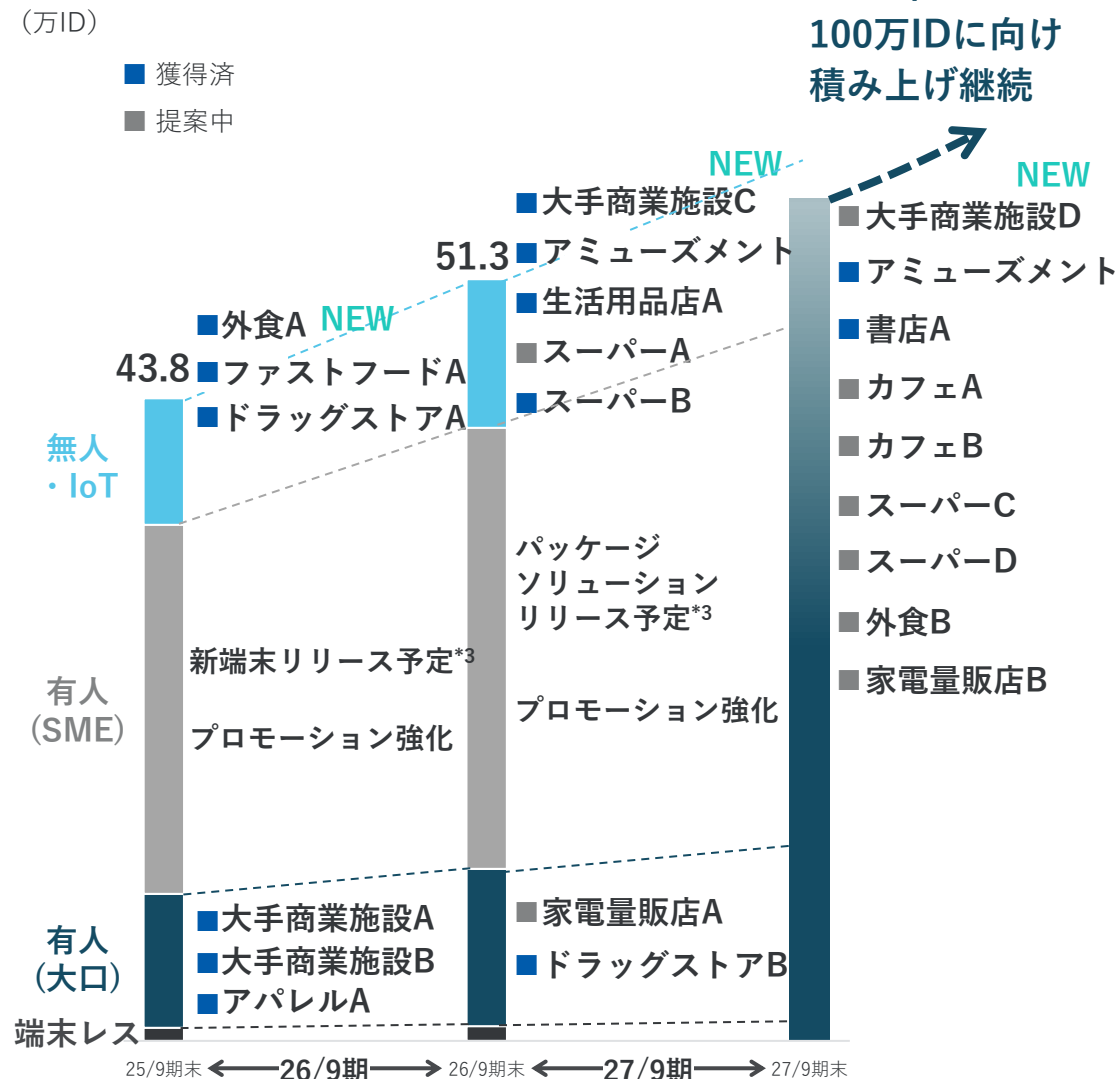 （万ID）
獲得済
提案中
100万IDに向け
積み上げ継続
NEW
NEW
大手商業施設C
アミューズメント
51.3
生活用品店A
スーパーA
スーパーB
外食A NEW
43.8
ファストフードA
ドラッグストアA
大手商業施設D
アミューズメント
書店A
カフェA
カフェB
スーパーC
スーパーD
外食B
家電量販店B
無人
・IoT
パッケージ
ソリューション
リリース予定*3
プロモーション強化
新端末リリース予定*3
プロモーション強化
有人
(SME)
大手商業施設A
大手商業施設B
アパレルA
家電量販店A
ドラッグストアB
有人
(大口)
端末レス
25/9期末
26/9期
26/9期末
27/9期
27/9期末